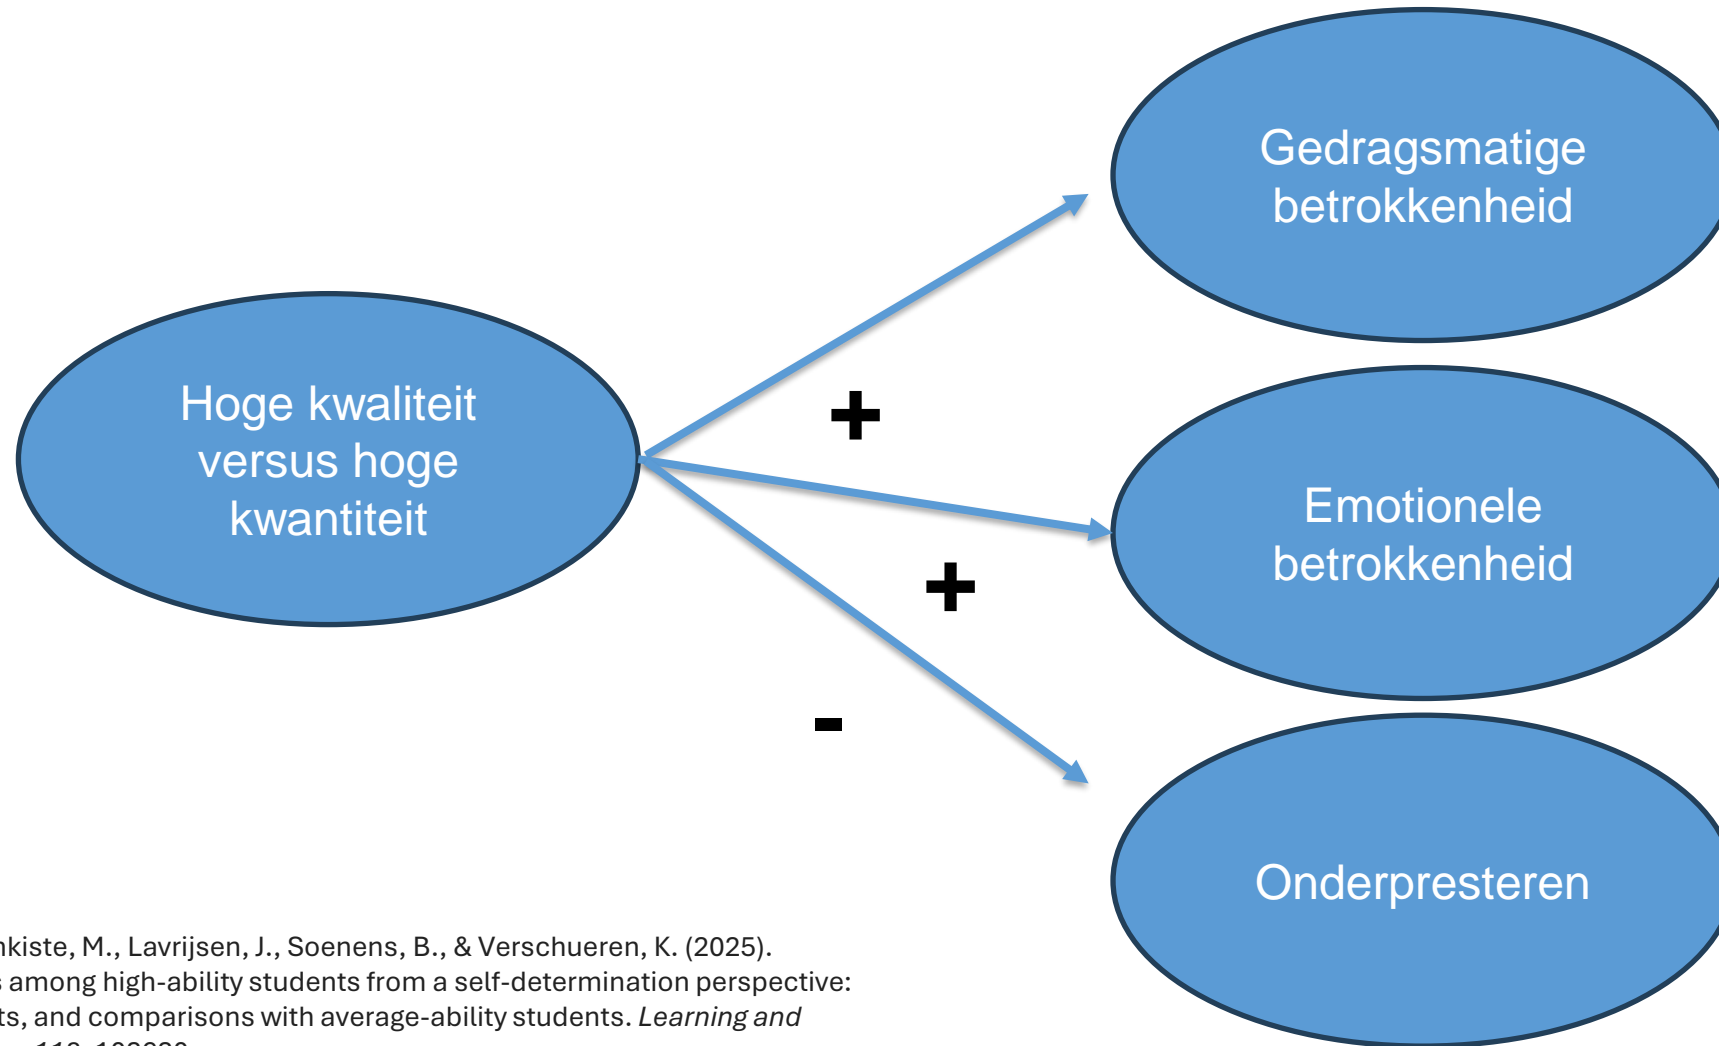 Gedragsmatige
betrokkenheid
Hoge kwaliteit
versus hoge
kwantiteit
+
Emotionele
betrokkenheid
+
-
Onderpresteren
nkiste, M., Lavrijsen, J., Soenens, B., & Verschueren, K. (2025).
s among high-ability students from a self-determination perspective:
ts, and comparisons with average-ability students. Learning and